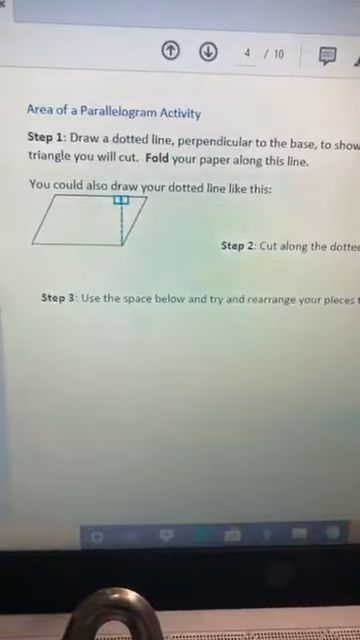 4 / 10
Area of a Parallelogram Activity
Step 1: Draw a dotted line, perpendicular to the base, to show
triangle you will cut. Fold your paper along this line.
You could also draw your dotted line like this:
Step 2: Cut along the dotted
Step 3: Use the space below and try and rearrange your pieces